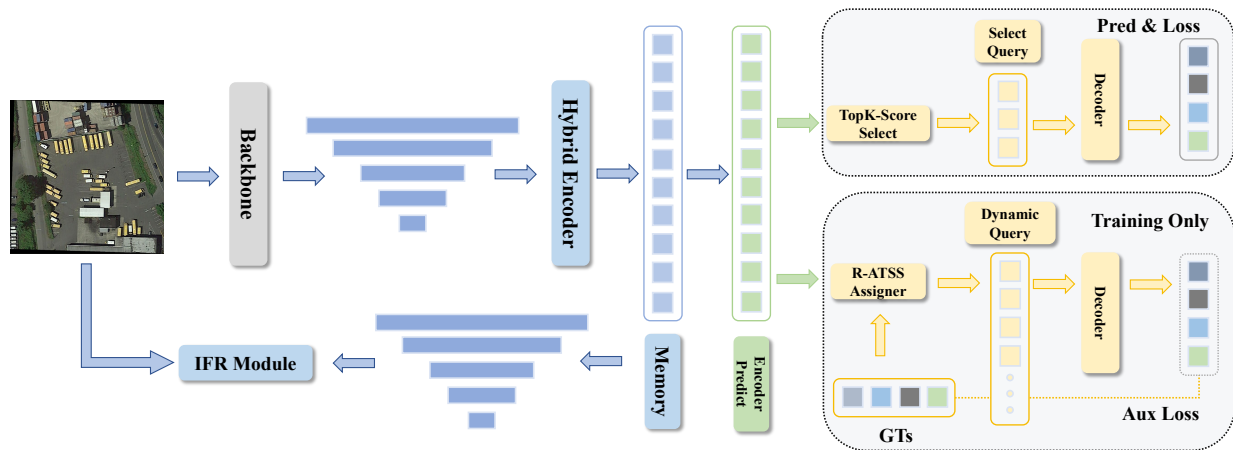 Backbone
Hybrid Encoder
IFR Module
Memory
Encoder
Predict
Pred & Loss
TopK-Score
Select
Select
Query
Decoder
Training Only
R-ATSS
Assigner
Dynamic
Query
Decoder
GTs
Aux Loss